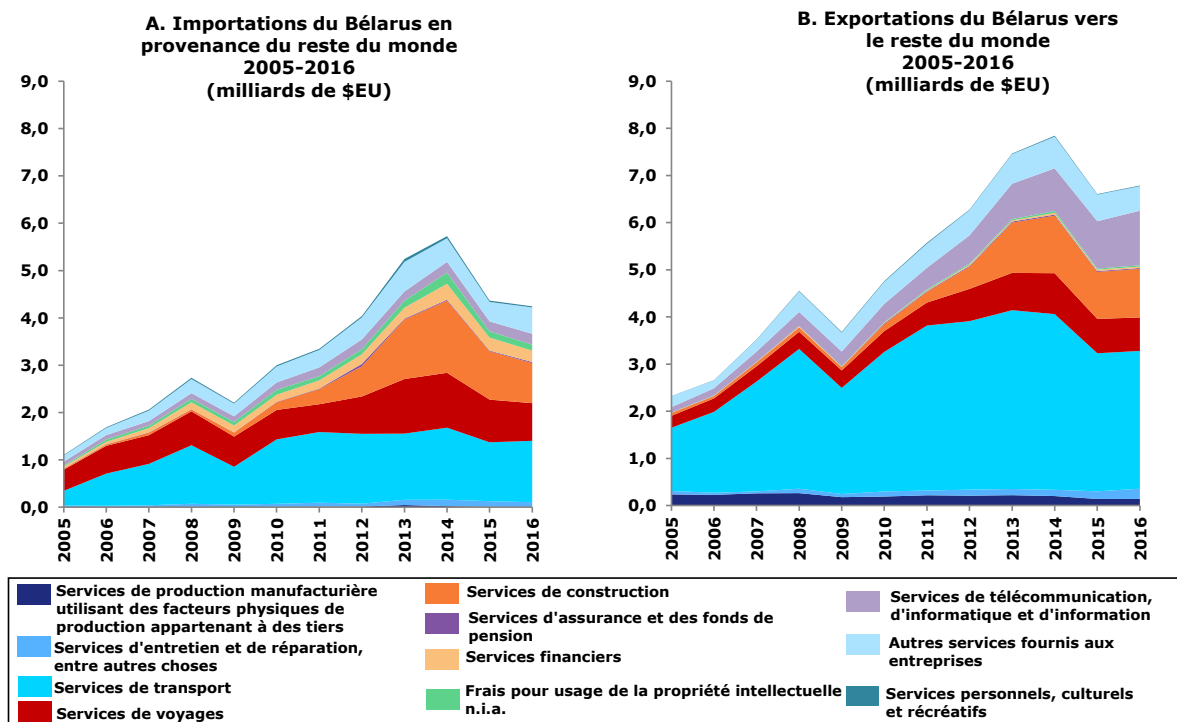 A. Importations du Bélarus en
provenance du reste du monde
2005-2016
(milliards de $EU)
9,0
8,0
7,0
6,0
5,0
4,0
3,0
2,0
1,0
0,0
2005
2006
2007
2008
2009
2010
2011
2012
2013
2014
2015
2016
B. Exportations du Bélarus vers
le reste du monde
2005-2016
(milliards de $EU)
9,0
8,0
7,0
6,0
5,0
4,0
3,0
2,0
1,0
0,0
2005
2006
2007
2008
2009
2010
2011
2012
2013
2014
2015
2016
Services de production manufacturière
utilisant des facteurs physiques de
production appartenant à des tiers
Services d'entretien et de réparation,
entre autres choses
Services de transport
Services de voyages
Services de construction
Services d'assurance et des fonds de
pension
Services financiers
Frais pour usage de la propriété intellectuelle
n.i.a.
Services de télécommunication,
d'informatique et d'information
Autres services fournis aux
entreprises
Services personnels, culturels
et récréatifs